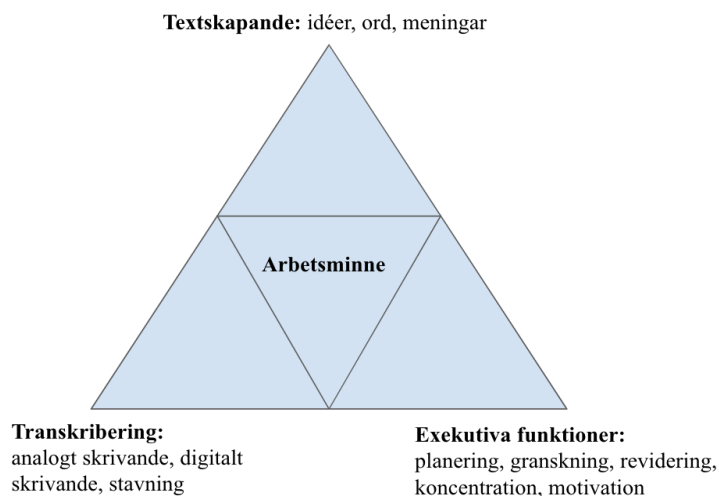 Textskapande: idéer, ord, meningar
Arbetsminne
Transkribering:
analogt skrivande, digitalt
skrivande, stavning
Exekutiva funktioner:
planering, granskning, revidering,
koncentration, motivation